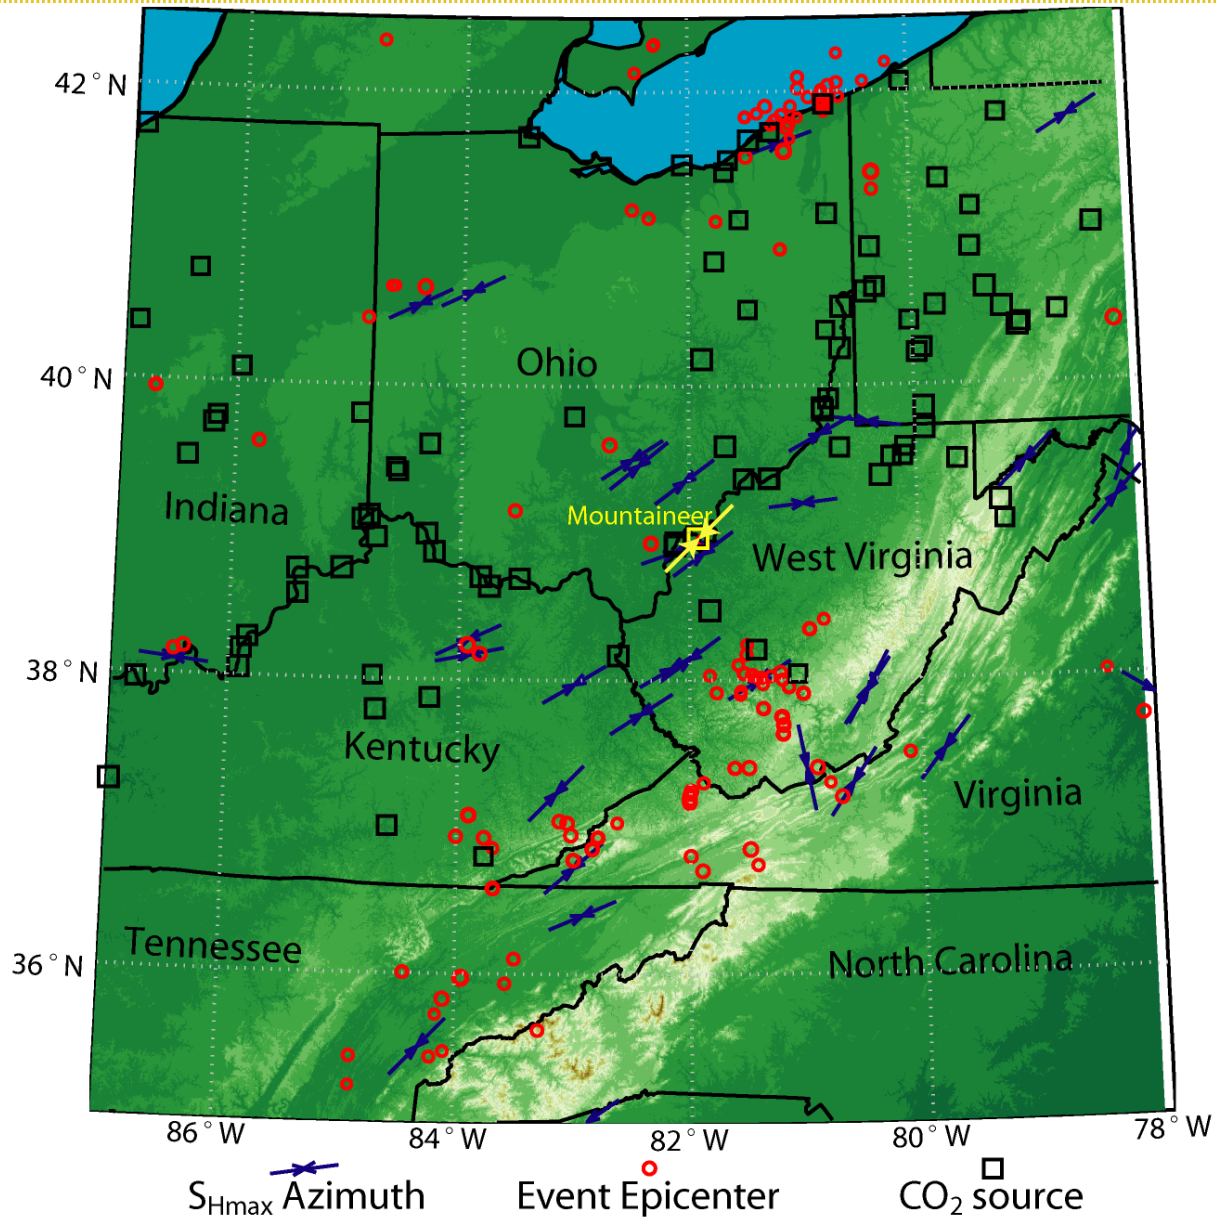 42°N
40°N
Ohio
Indiana
Mountaineer
West Virginia
38°N
Kentucky
Virginia
Tennessee
North Carolina
36°N
86°W
84°W
82°W
80°W
78°W
SHmax Azimuth
Event Epicenter
CO2 source